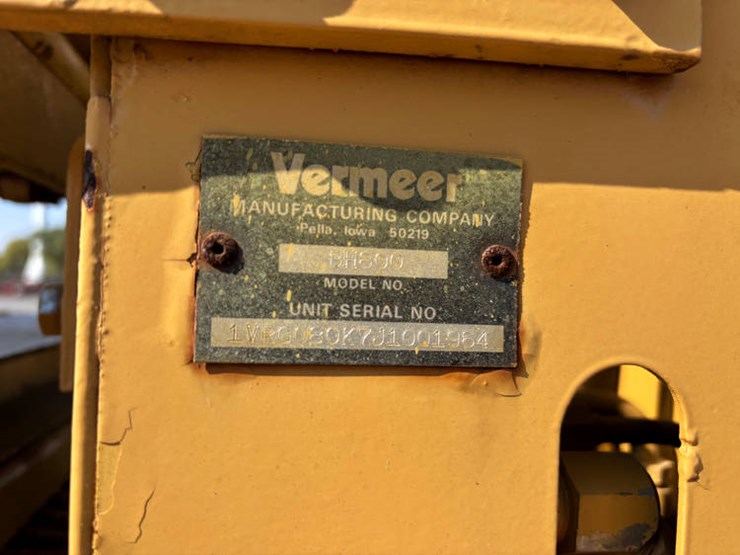 Vermeer
MANUFACTURING COMPANY
Pella, Iowa 50219
MODEL NO.
UNIT SERIAL NO.